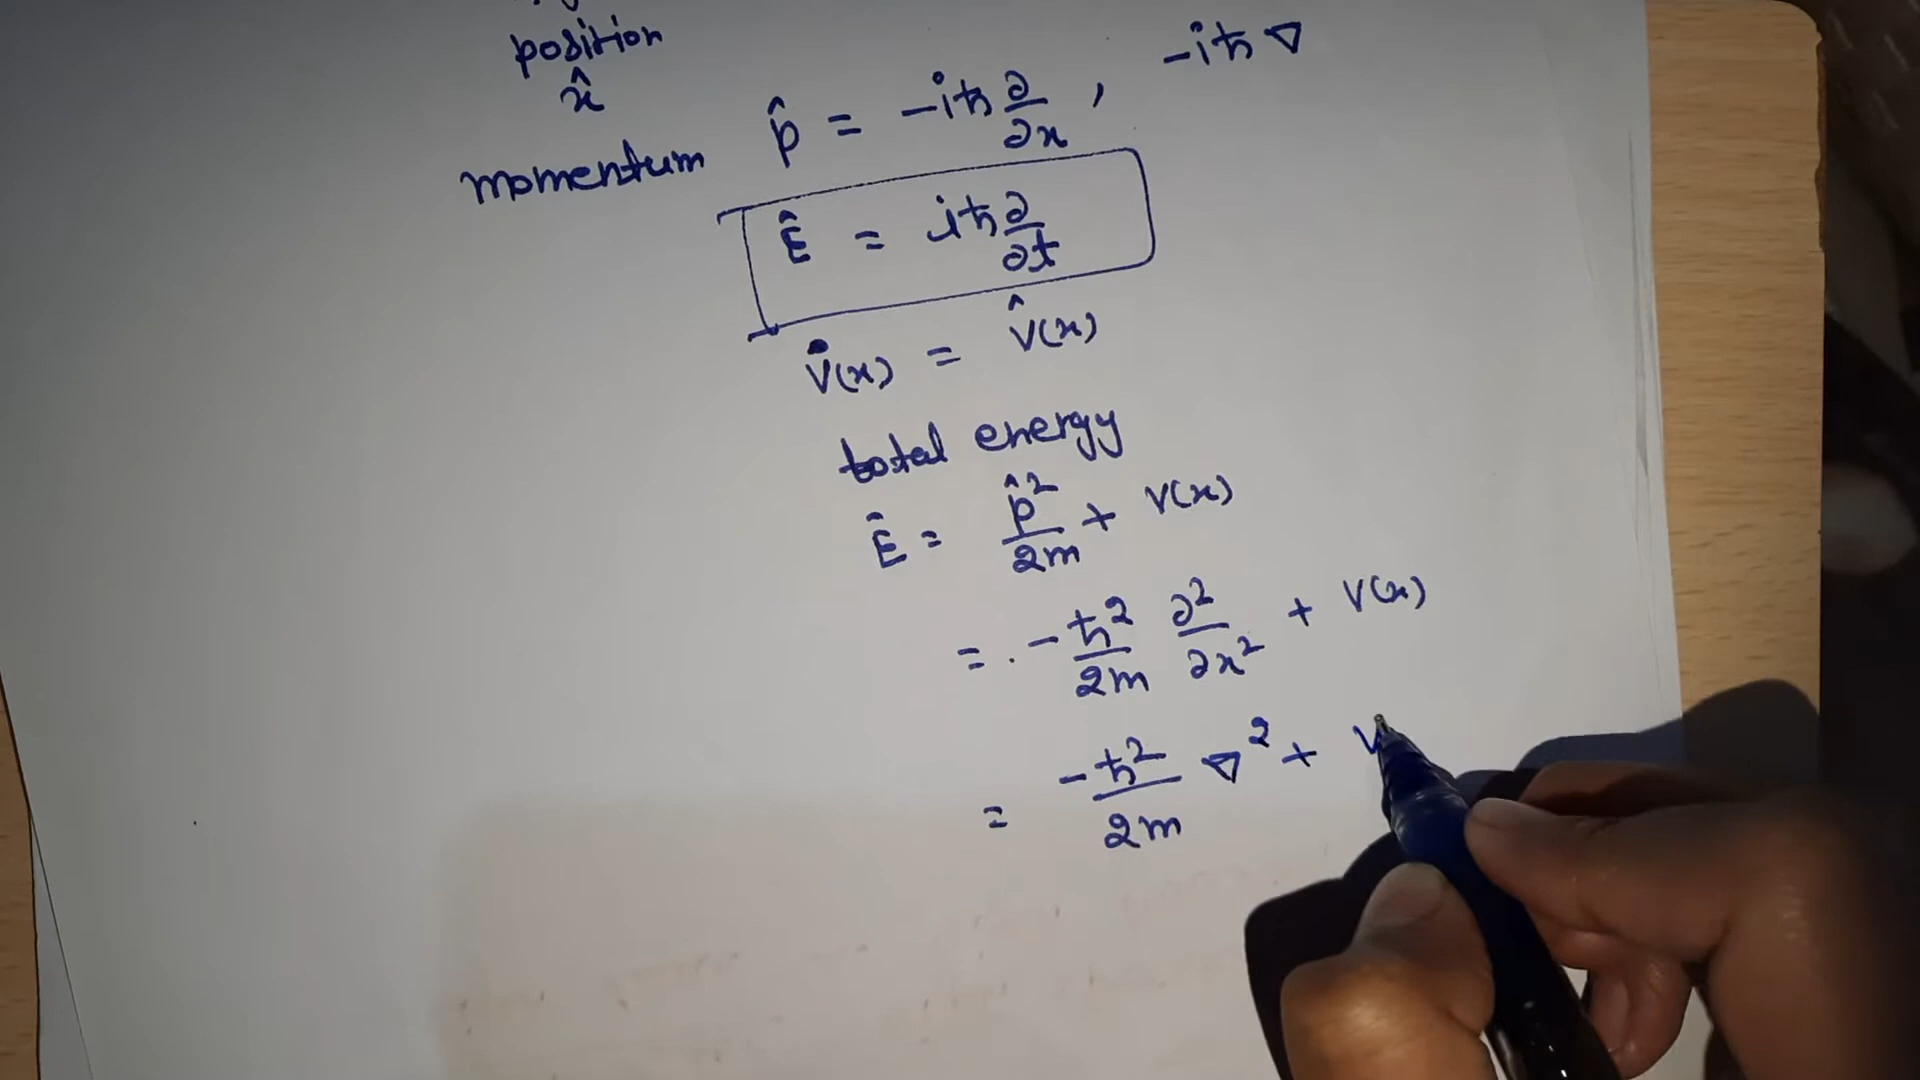 position
x̂
momentum p̂ = -iħ ∂/∂x , -iħ∇
Ê = iħ ∂/∂t
V(x) = V̂(x)
total energy
Ê = p̂²/2m + V(x)
= - ħ²/2m ∂²/∂x² + V(x)
= -ħ²/2m ∇² + V